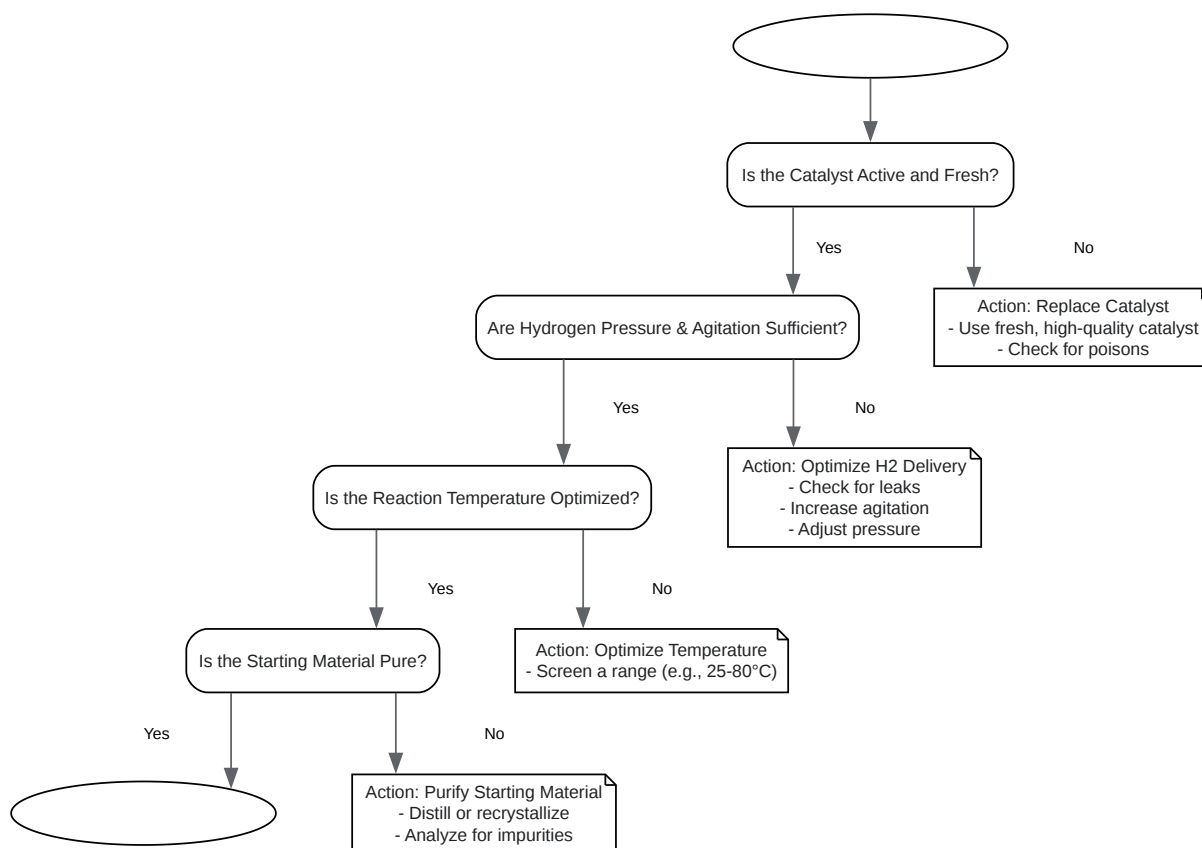 Is the Catalyst Active and Fresh?
Yes
No
Action: Replace Catalyst
- Use fresh, high-quality catalyst
- Check for poisons
Are Hydrogen Pressure & Agitation Sufficient?
Yes
No
Action: Optimize H2 Delivery
- Check for leaks
- Increase agitation
- Adjust pressure
Is the Reaction Temperature Optimized?
Yes
No
Action: Optimize Temperature
- Screen a range (e.g., 25-80°C)
Is the Starting Material Pure?
Yes
No
Action: Purify Starting Material
- Distill or recrystallize
- Analyze for impurities